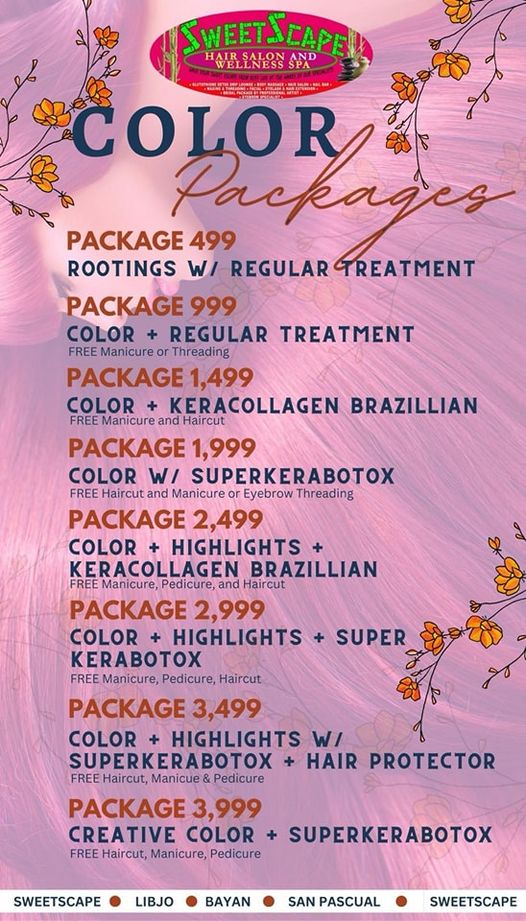 SWEETSCAPE
HAIR SALON AND
WELLNESS SPA
COLOR
Packages
PACKAGE 499
ROOTINGS W/ REGULAR TREATMENT
PACKAGE 999
COLOR + REGULAR TREATMENT
FREE Manicure or Threading
PACKAGE 1,499
COLOR + KERACOLLAGEN BRAZILLIAN
FREE Manicure and Haircut
PACKAGE 1,999
COLOR W/ SUPERKERABOTOX
FREE Haircut and Manicure or Eyebrow Threading
PACKAGE 2,499
COLOR + HIGHLIGHTS +
KERACOLLAGEN BRAZILLIAN
FREE Manicure, Pedicure, and Haircut
PACKAGE 2,999
COLOR + HIGHLIGHTS + SUPER
KERABOTOX
FREE Manicure, Pedicure, Haircut
PACKAGE 3,499
COLOR + HIGHLIGHTS W/
SUPERKERABOTOX + HAIR PROTECTOR
FREE Haircut, Manicue & Pedicure
PACKAGE 3,999
CREATIVE COLOR + SUPERKERABOTOX
FREE Haircut, Manicure, Pedicure
SWEETSCAPE ● LIBJO ● BAYAN ● SAN PASCUAL ● SWEETSCAPE